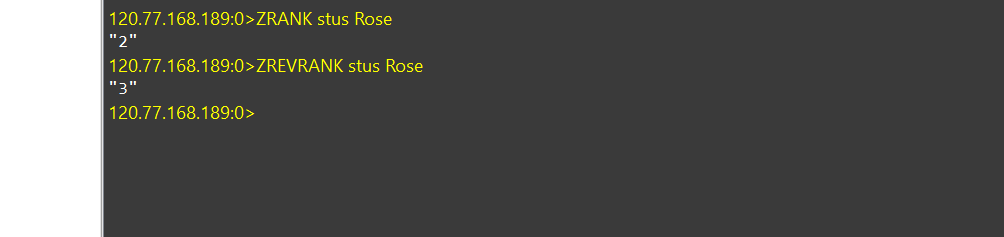 120.77.168.189:0>ZRANK stus Rose
"2"
120.77.168.189:0>ZREVRANK stus Rose
"3"
120.77.168.189:0>